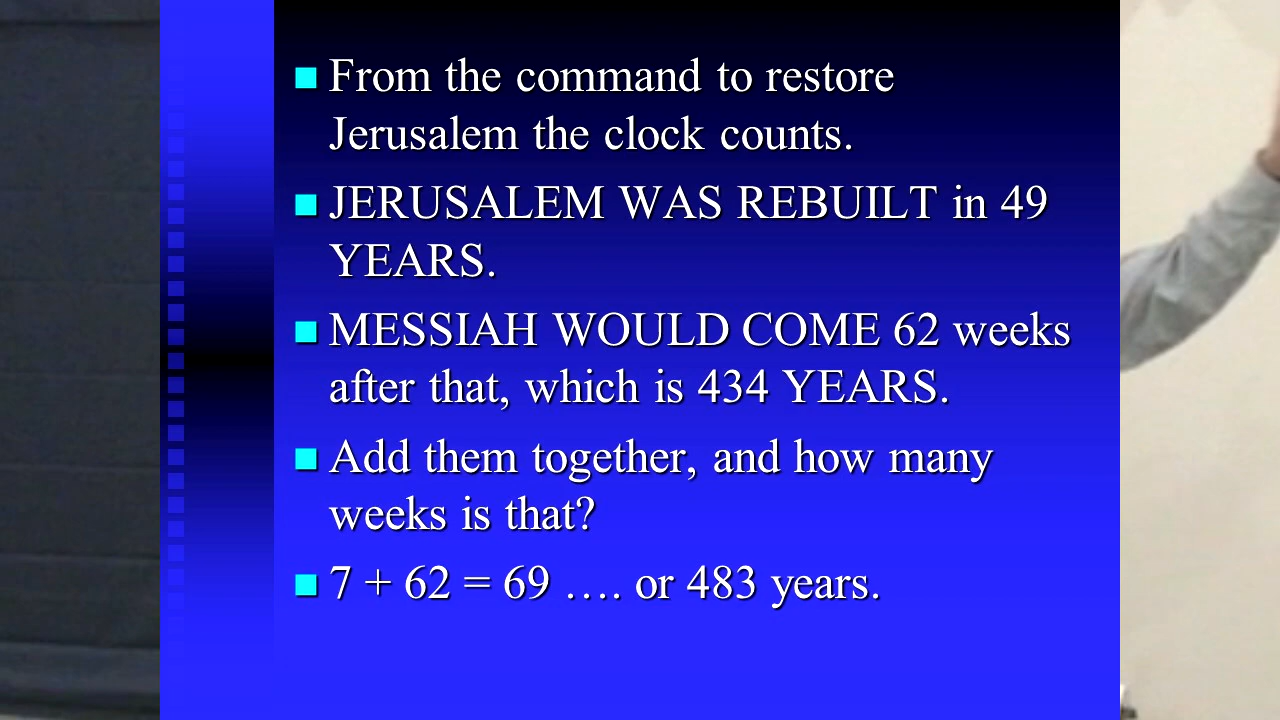 From the command to restore
Jerusalem the clock counts.
JERUSALEM WAS REBUILT in 49
YEARS.
MESSIAH WOULD COME 62 weeks
after that, which is 434 YEARS.
Add them together, and how many
weeks is that?
7 + 62 = 69 …. or 483 years.